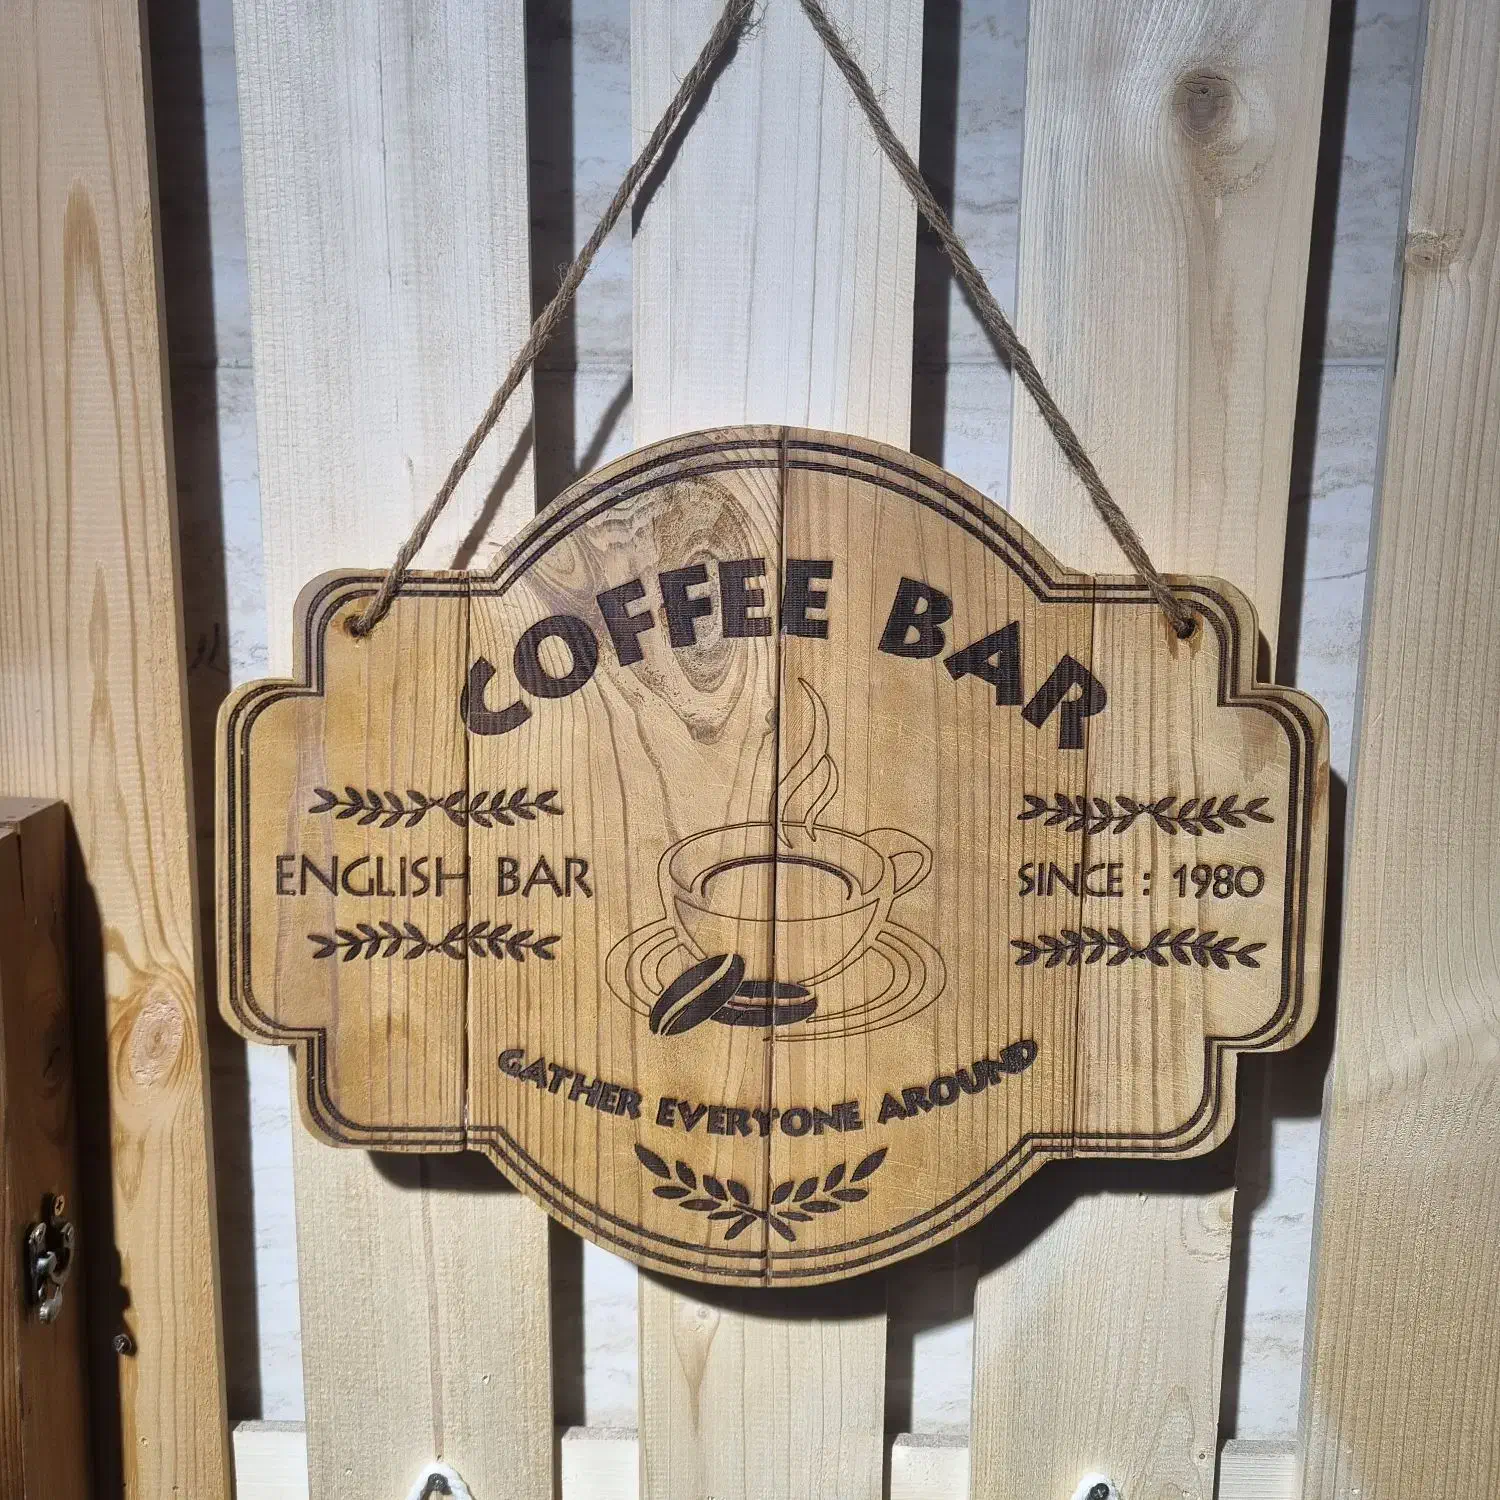 COFFEE BAR
ENGLISH BAR
SINCE : 1980
GATHER EVERYONE AROUND